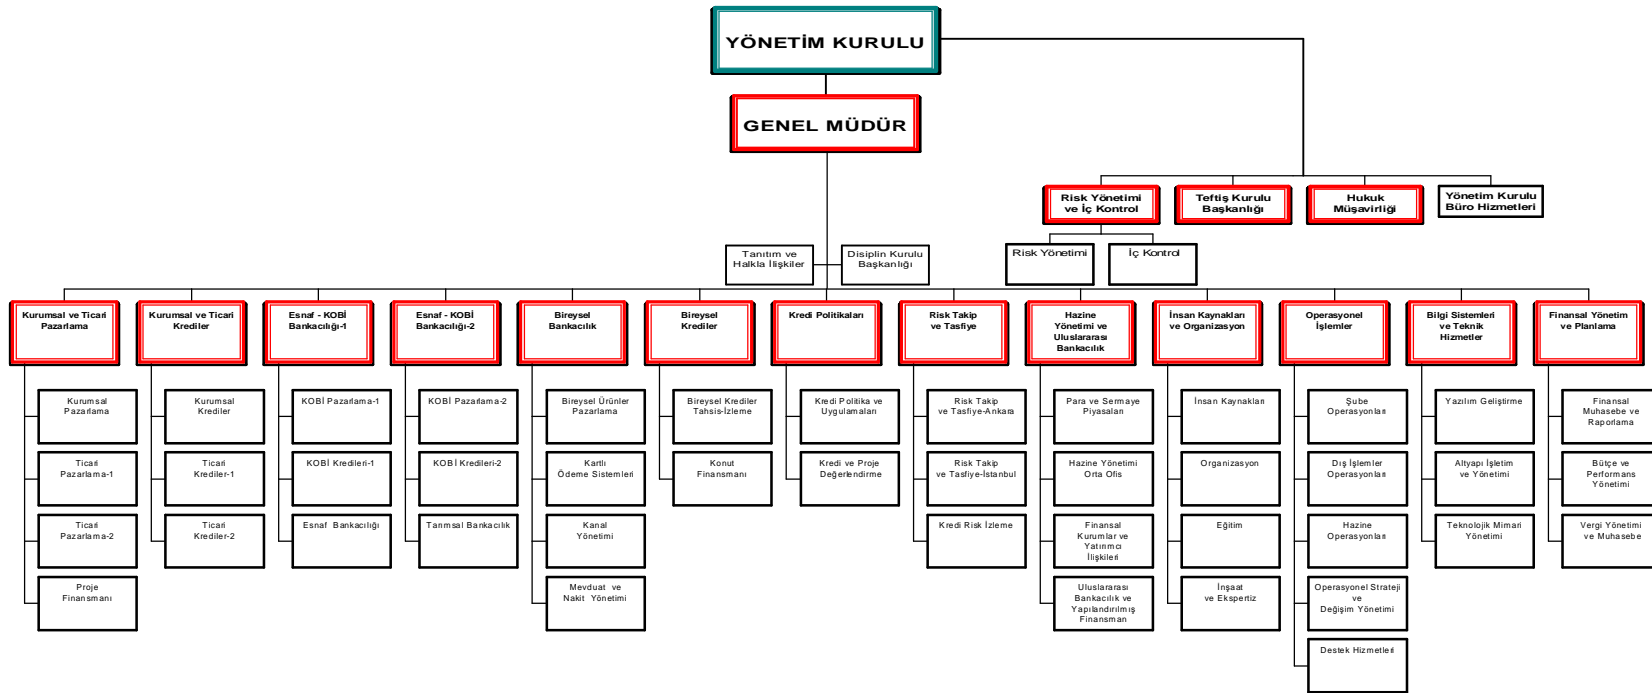 YÖNETİM KURULU
GENEL MÜDÜR
Risk Yönetimi
ve İç Kontrol
Teftiş Kurulu
Başkanlığı
Hukuk
Müşavirliği
Yönetim Kurulu
Büro Hizmetleri
Risk Yönetimi
İç Kontrol
Tanıtım ve
Halkla İlişkiler
Disiplin Kurulu
Başkanlığı
Kurumsal ve Ticari
Pazarlama
Kurumsal
Pazarlama
Ticari
Pazarlama-1
Ticari
Pazarlama-2
Proje
Finansmanı
Kurumsal ve Ticari
Krediler
Kurumsal
Krediler
Ticari
Krediler-1
Ticari
Krediler-2
Esnaf - KOBİ
Bankacılığı-1
KOBİ Pazarlama-1
KOBİ Kredileri-1
Esnaf Bankacılığı
Esnaf - KOBİ
Bankacılığı-2
KOBİ Pazarlama-2
KOBİ Kredileri-2
Tarımsal Bankacılık
Bireysel
Bankacılık
Bireysel Ürünler
Pazarlama
Kartlı
Ödeme Sistemleri
Kanal
Yönetimi
Mevduat ve
Nakit Yönetimi
Bireysel
Krediler
Bireysel Krediler
Tahsis-İzleme
Konut
Finansmanı
Kredi Politikaları
Kredi Politika ve
Uygulamaları
Kredi ve Proje
Değerlendirme
Risk Takip
ve Tasfiye
Risk Takip
ve Tasfiye-Ankara
Risk Takip
ve Tasfiye-İstanbul
Kredi Risk İzleme
Hazine
Yönetimi ve
Uluslararası
Bankacılık
Para ve Sermaye
Piyasaları
Hazine Yönetimi
Orta Ofis
Finansal
Kurumlar ve
Yatırımcı
İlişkileri
Uluslararası
Bankacılık ve
Yapılandırılmış
Finansman
İnsan Kaynakları
ve Organizasyon
İnsan Kaynakları
Organizasyon
Eğitim
İnşaat
ve Ekspertiz
Operasyonel
İşlemler
Şube
Operasyonları
Dış İşlemler
Operasyonları
Hazine
Operasyonları
Operasyonel Strateji
ve
Değişim Yönetimi
Destek Hizmetleri
Bilgi Sistemleri
ve Teknik
Hizmetler
Yazılım Geliştirme
Altyapı İşletim
ve Yönetimi
Teknolojik Mimari
Yönetimi
Finansal Yönetim
ve Planlama
Finansal
Muhasebe ve
Raporlama
Bütçe ve
Performans
Yönetimi
Vergi Yönetimi
ve Muhasebe